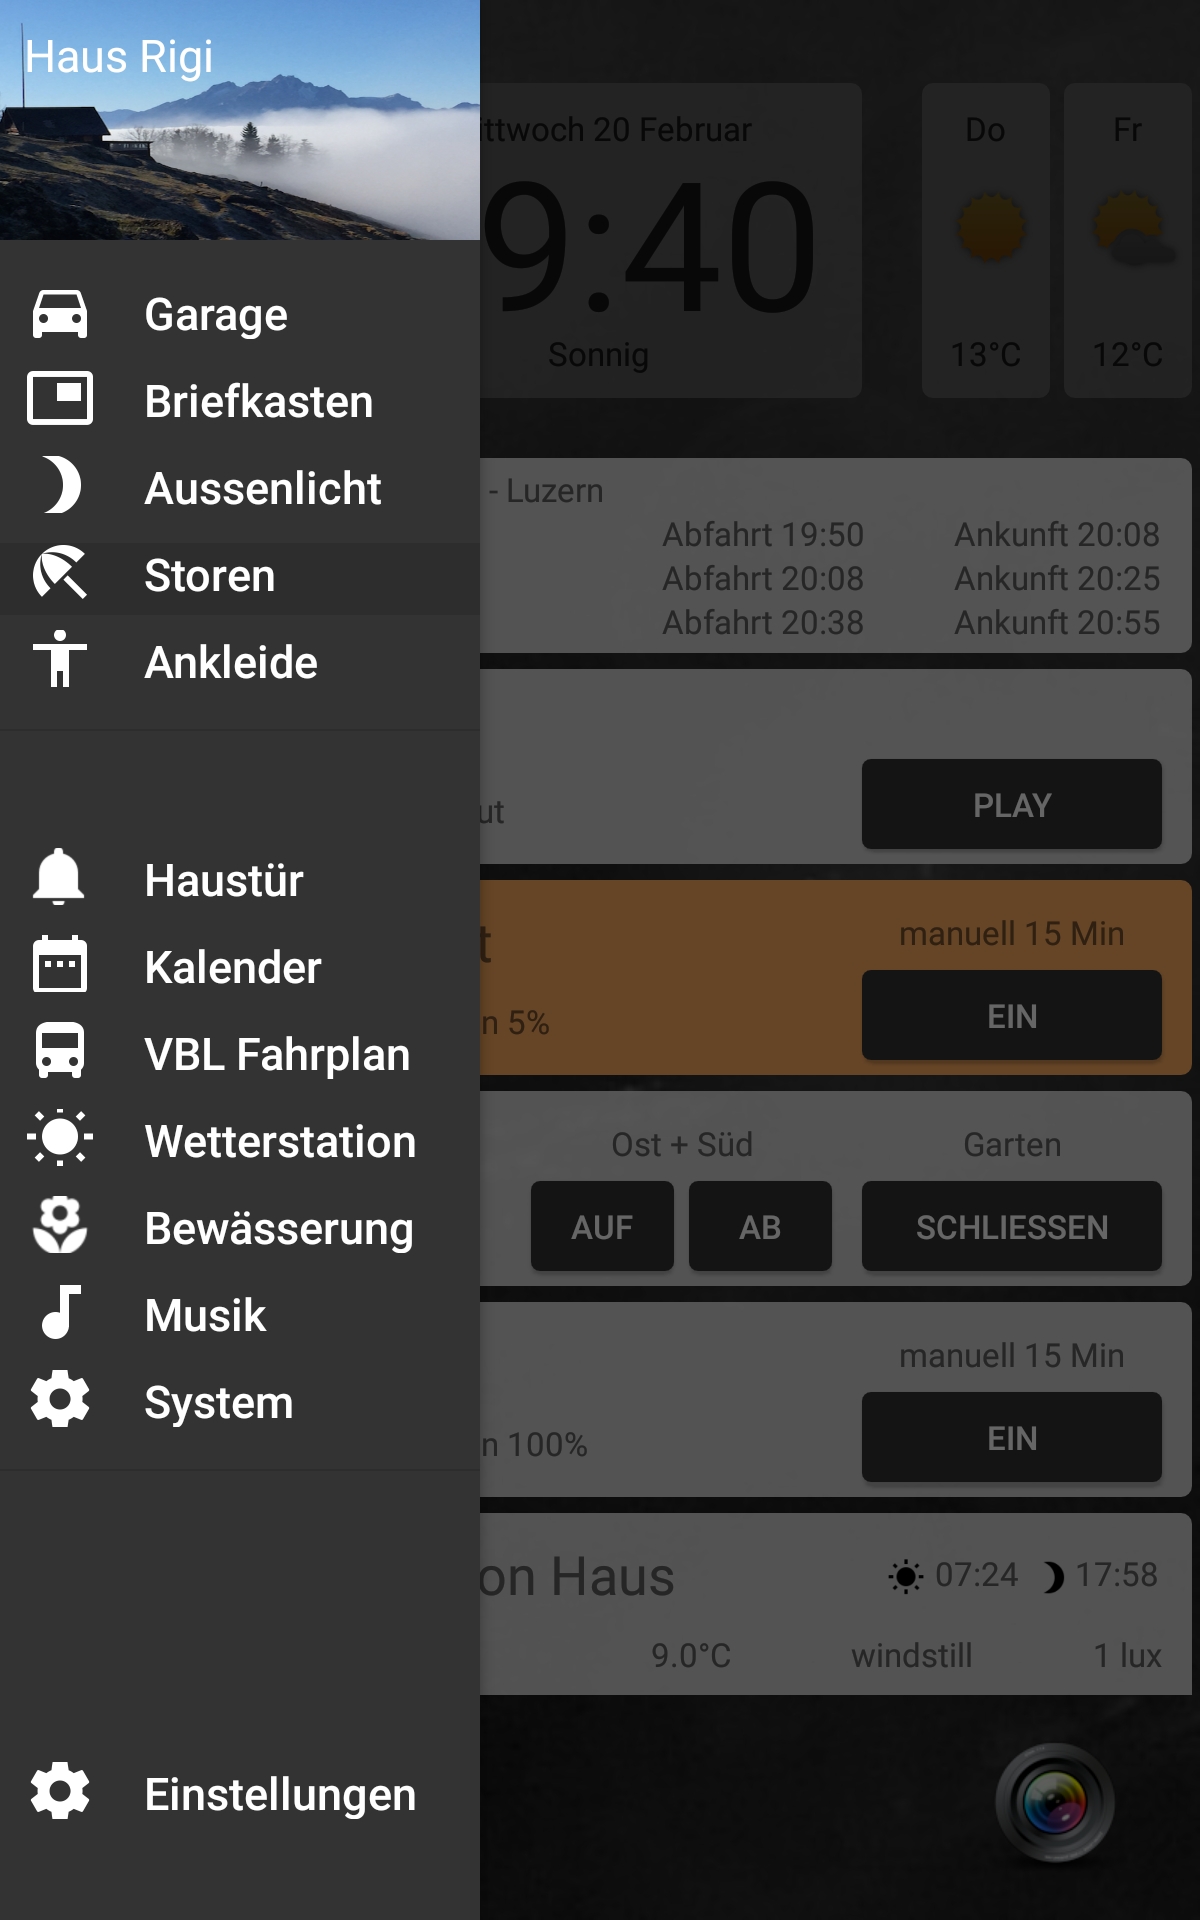 Haus Rigi
Garage
Briefkasten
Aussenlicht
Storen
Ankleide
Haustür
Kalender
VBL Fahrplan
Wetterstation
Bewässerung
Musik
System
Einstellungen
ittwoch 20 Februar
9:40
Sonnig
Do
13°C
Fr
12°C
- Luzern
Abfahrt 19:50 Ankunft 20:08
Abfahrt 20:08 Ankunft 20:25
Abfahrt 20:38 Ankunft 20:55
ut
PLAY
t
manuell 15 Min
n 5%
EIN
Ost + Süd
Garten
AUF AB SCHLIESSEN
manuell 15 Min
n 100%
EIN
on Haus
07:24 17:58
9.0°C windstill 1 lux